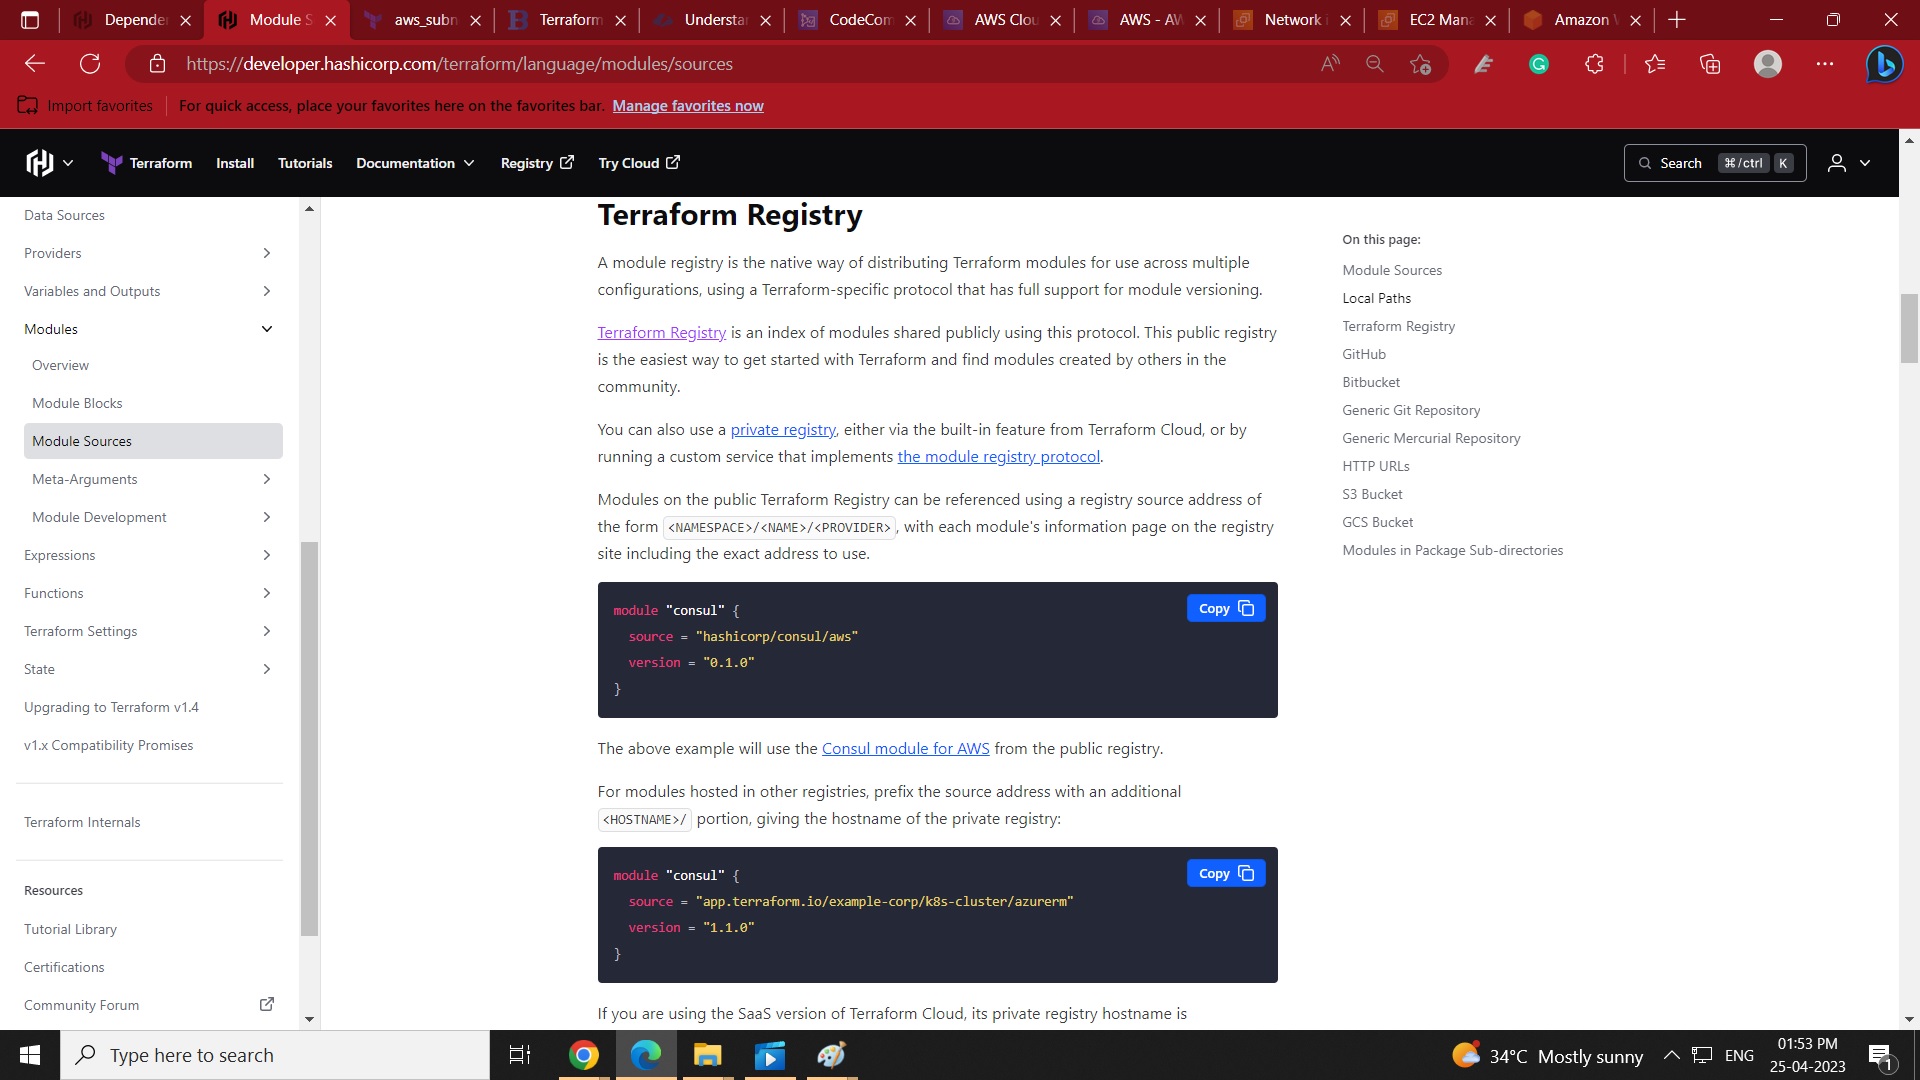 Depende
Module S
aws_subn
Terraform
Understa
CodeCom
AWS Clou
AWS - AW
Network i
EC2 Mana
Amazon
https://developer.hashicorp.com/terraform/language/modules/sources
Import favorites
For quick access, place your favorites here on the favorites bar. Manage favorites now
Terraform
Install
Tutorials
Documentation
Registry
Try Cloud
Search ⌘/ctrl K
Data Sources
Providers
Variables and Outputs
Modules
Overview
Module Blocks
Module Sources
Meta-Arguments
Module Development
Expressions
Functions
Terraform Settings
State
Upgrading to Terraform v1.4
v1.x Compatibility Promises
Terraform Internals
Resources
Tutorial Library
Certifications
Community Forum
Terraform Registry
A module registry is the native way of distributing Terraform modules for use across multiple
configurations, using a Terraform-specific protocol that has full support for module versioning.
Terraform Registry is an index of modules shared publicly using this protocol. This public registry
is the easiest way to get started with Terraform and find modules created by others in the
community.
You can also use a private registry, either via the built-in feature from Terraform Cloud, or by
running a custom service that implements the module registry protocol.
Modules on the public Terraform Registry can be referenced using a registry source address of
the form <NAMESPACE>/<NAME>/<PROVIDER>, with each module's information page on the registry
site including the exact address to use.
module "consul" {
source = "hashicorp/consul/aws"
version = "0.1.0"
}
Copy
The above example will use the Consul module for AWS from the public registry.
For modules hosted in other registries, prefix the source address with an additional
<HOSTNAME>/ portion, giving the hostname of the private registry:
module "consul" {
source = "app.terraform.io/example-corp/k8s-cluster/azurerm"
version = "1.1.0"
}
Copy
If you are using the SaaS version of Terraform Cloud, its private registry hostname is
On this page:
Module Sources
Local Paths
Terraform Registry
GitHub
Bitbucket
Generic Git Repository
Generic Mercurial Repository
HTTP URLs
S3 Bucket
GCS Bucket
Modules in Package Sub-directories
Type here to search
34°C Mostly sunny
ENG
01:53 PM
25-04-2023
1